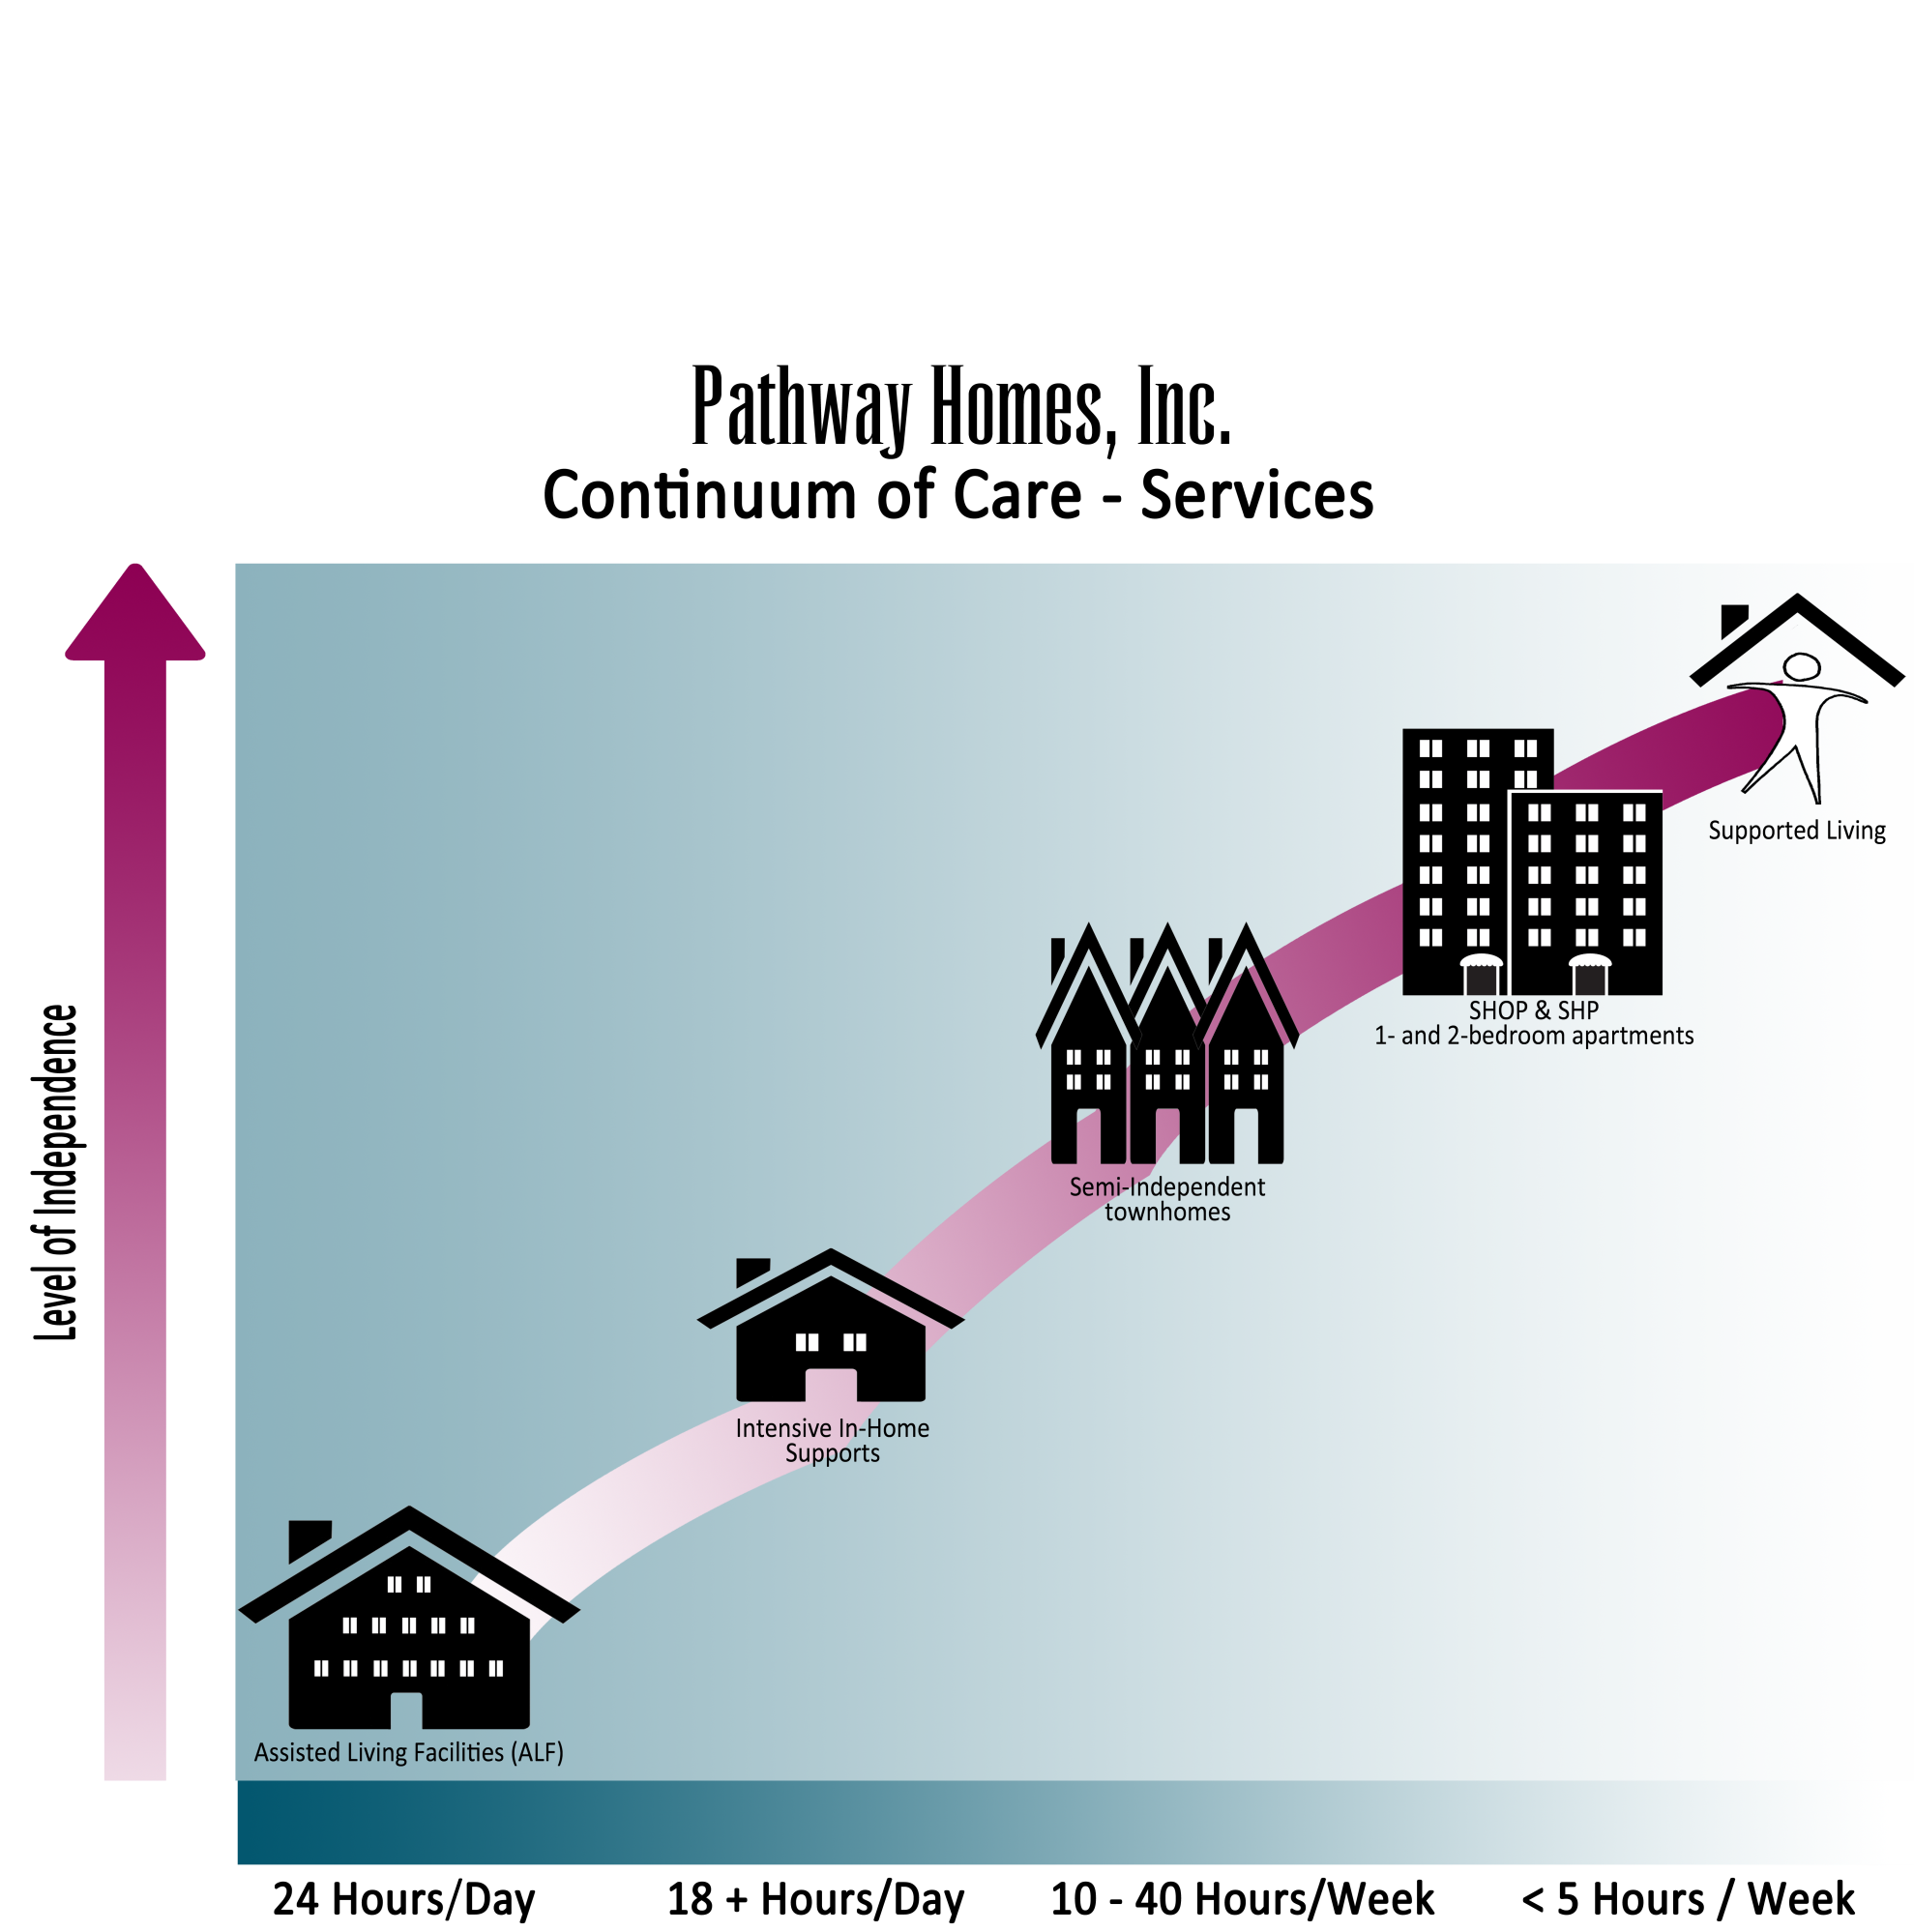 Pathway Homes, Inc.
Continuum of Care - Services
Level of Independence
Supported Living
SHOP & SHP
1- and 2-bedroom apartments
Semi-Independent
townhomes
Intensive In-Home
Supports
Assisted Living Facilities (ALF)
24 Hours/Day
18 + Hours/Day
10 - 40 Hours/Week
< 5 Hours / Week